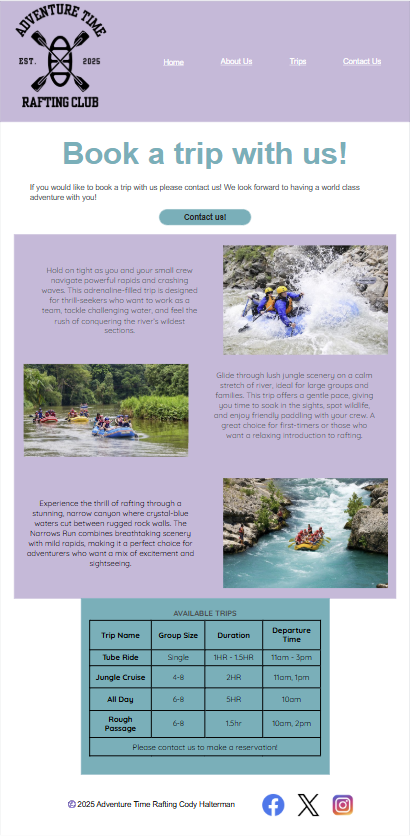 ADVENTURE TIME
EST. 2025
RAFTING CLUB
Home About Us Trips Contact Us
Book a trip with us!
If you would like to book a trip with us please contact us! We look forward to having a world class
adventure with you!
Contact us!
Hold on tight as you and your small crew
navigate powerful rapids and crashing
waves. This adrenaline-filled trip is designed
for thrill-seekers who want to work as a
team, tackle challenging water, and feel the
rush of conquering the river's wildest
sections.
Glide through lush jungle scenery on a calm
stretch of river, ideal for large groups and
families. This trip offers a gentle pace, giving
you time to soak in the sights, spot wildlife,
and enjoy friendly paddling with your crew. A
great choice for first-timers or those who
want a relaxing introduction to rafting.
Experience the thrill of rafting through a
stunning, narrow canyon where crystal-blue
waters cut between rugged rock walls. The
Narrows Run combines breathtaking scenery
with mild rapids, making it a perfect choice for
adventurers who want a mix of excitement and
sightseeing.
AVAILABLE TRIPS
Trip Name Group Size Duration Departure Time
Tube Ride Single 1HR - 1.5HR 11am - 3pm
Jungle Cruise 4-8 2HR 11am, 1pm
All Day 6-8 5HR 10am
Rough Passage 6-8 1.5hr 10am, 2pm
Please contact us to make a reservation!
© 2025 Adventure Time Rafting Cody Halterman